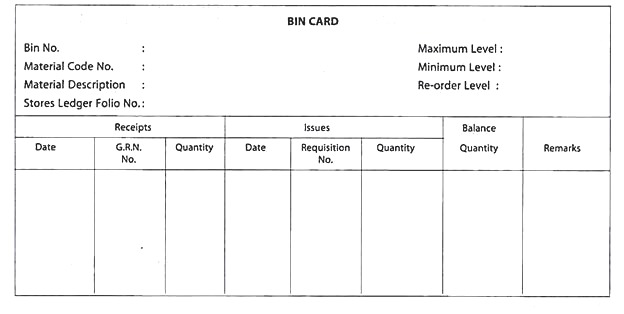 BIN CARD
Bin No. :
Maximum Level :
Material Code No. :
Minimum Level :
Material Description :
Re-order Level :
Stores Ledger Folio No. :
Receipts Issues Balance
Date G.R.N. Quantity Date Requisition Quantity Quantity Remarks
No. No.